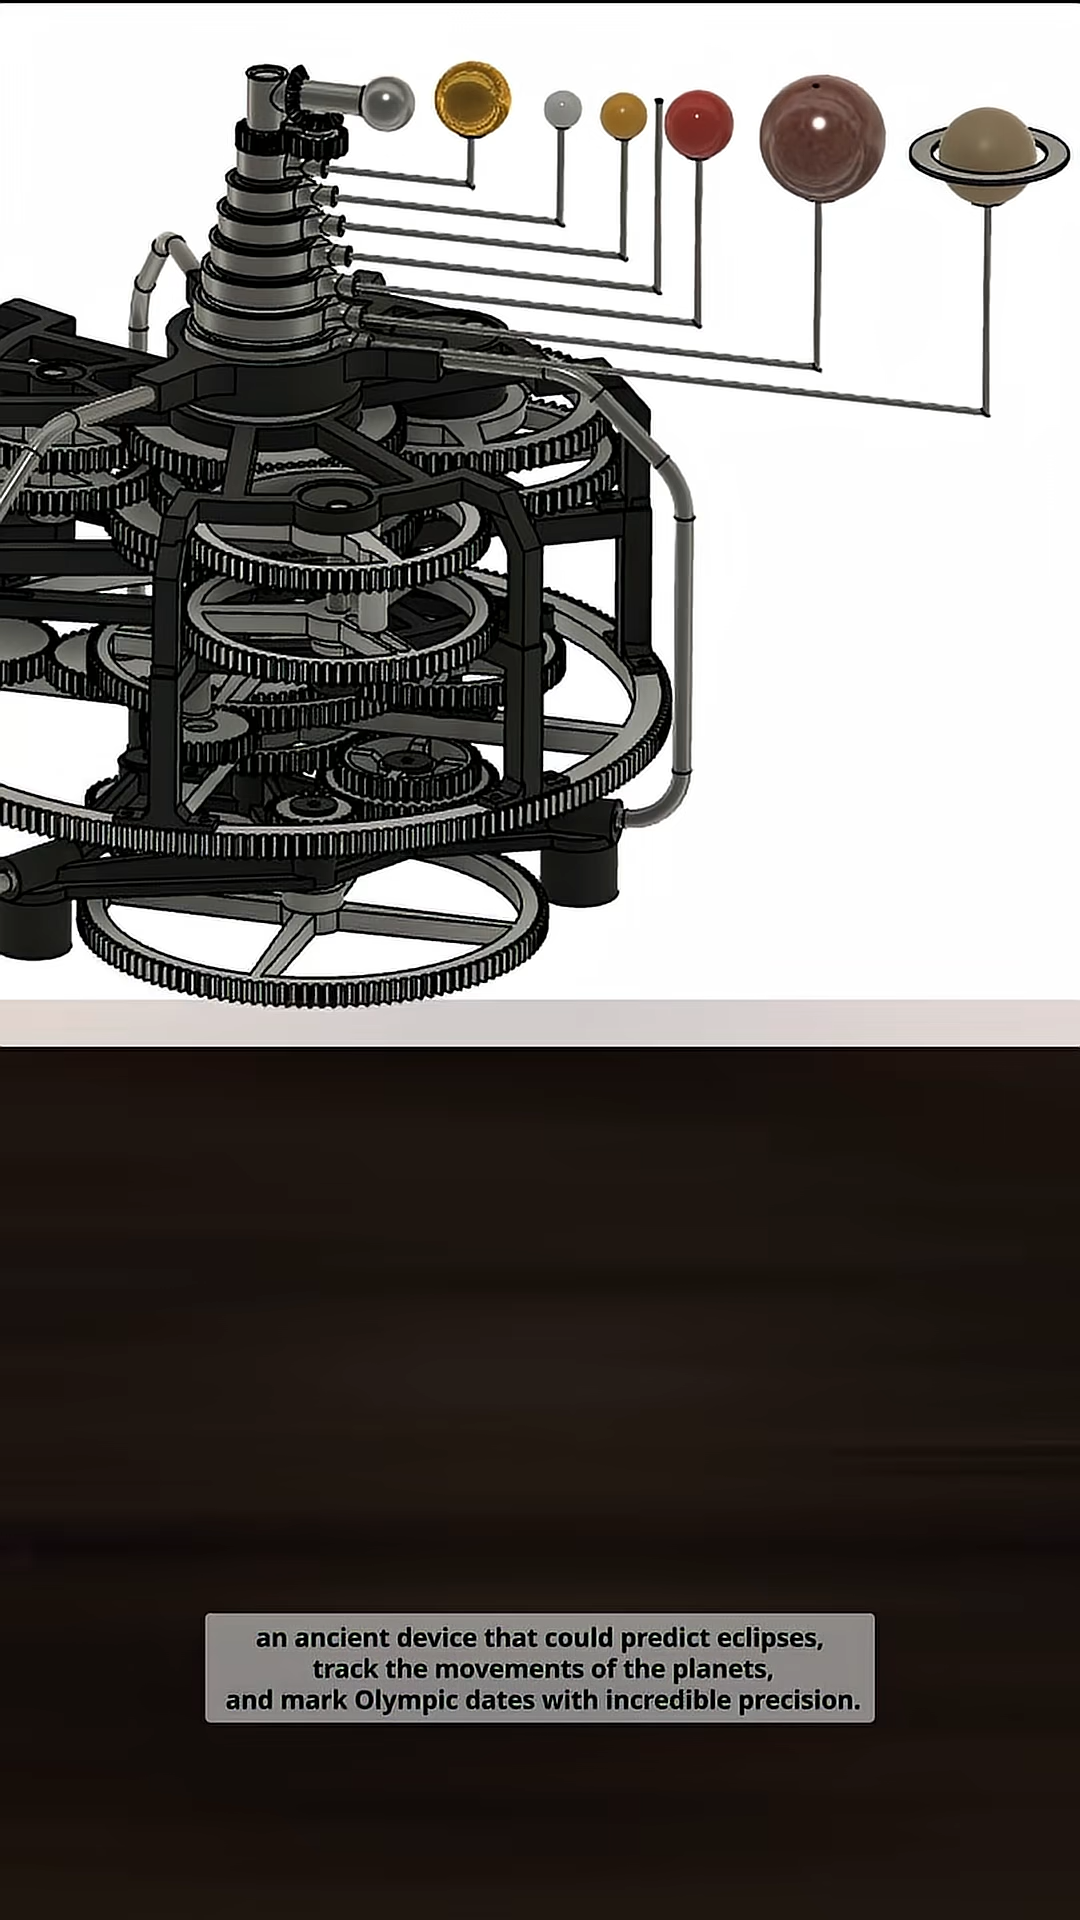 an ancient device that could predict eclipses,
track the movements of the planets,
and mark Olympic dates with incredible precision.